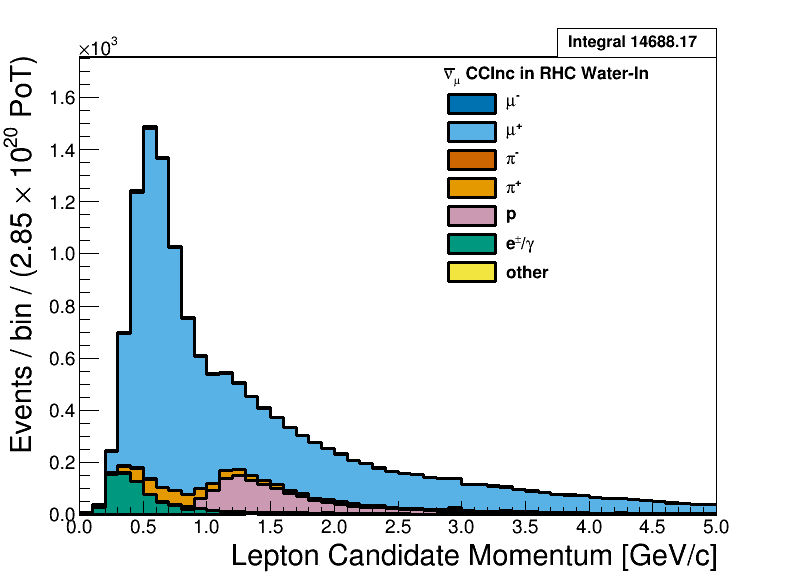 Integral 14688.17
×10³
ν̅μ CCInc in RHC Water-In
μ⁻
μ⁺
π⁻
π⁺
p
e±/γ
other
Events / bin / (2.85 × 10²⁰ PoT)
1.6
1.4
1.2
1.0
0.8
0.6
0.4
0.2
0.0
0.0 0.5 1.0 1.5 2.0 2.5 3.0 3.5 4.0 4.5 5.0
Lepton Candidate Momentum [GeV/c]